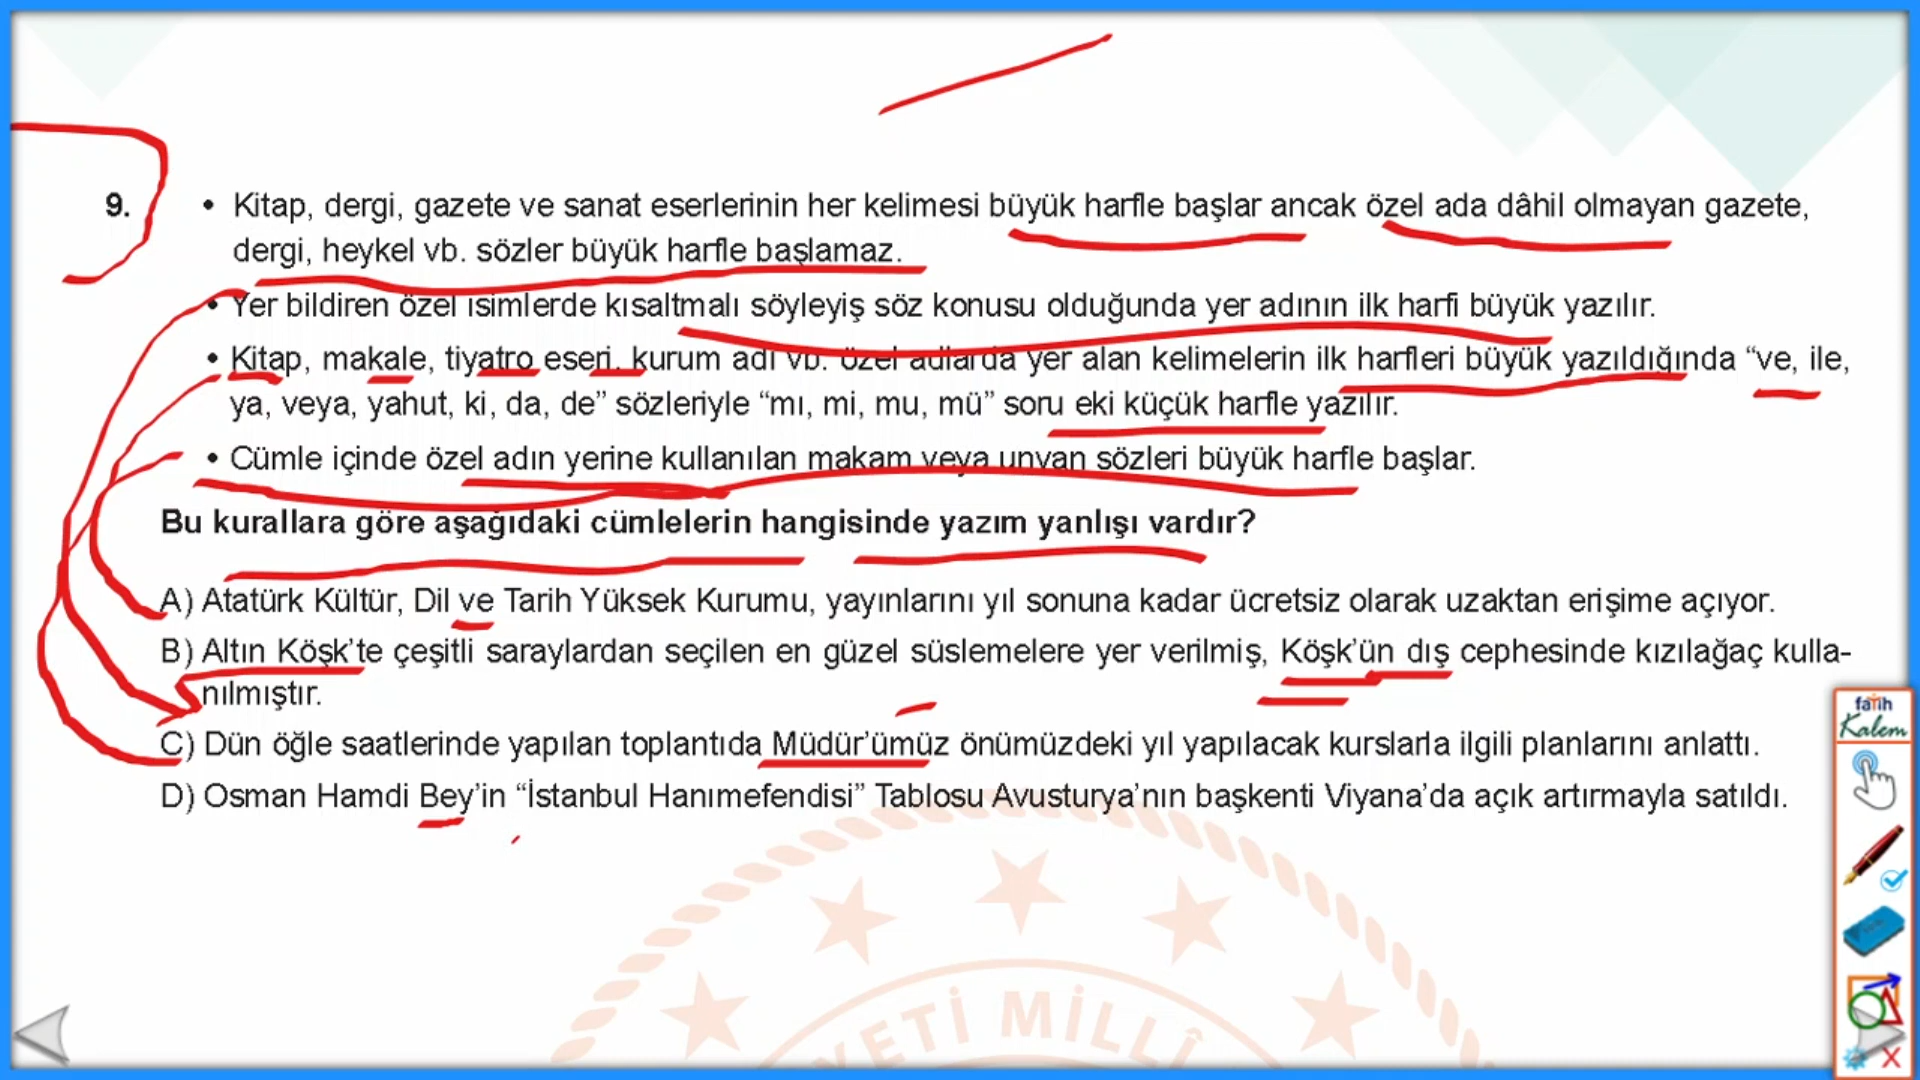 9. • Kitap, dergi, gazete ve sanat eserlerinin her kelimesi büyük harfle başlar ancak özel ada dâhil olmayan gazete,
dergi, heykel vb. sözler büyük harfle başlamaz.
• Yer bildiren özel isimlerde kısaltmalı söyleyiş söz konusu olduğunda yer adının ilk harfi büyük yazılır.
• Kitap, makale, tiyatro eseri, kurum adı vb. özel adlarda yer alan kelimelerin ilk harfleri büyük yazıldığında “ve, ile,
ya, veya, yahut, ki, da, de” sözleriyle “mı, mi, mu, mü” soru eki küçük harfle yazılır.
• Cümle içinde özel adın yerine kullanılan makam veya unvan sözleri büyük harfle başlar.
Bu kurallara göre aşağıdaki cümlelerin hangisinde yazım yanlışı vardır?
A) Atatürk Kültür, Dil ve Tarih Yüksek Kurumu, yayınlarını yıl sonuna kadar ücretsiz olarak uzaktan erişime açıyor.
B) Altın Köşk’te çeşitli saraylardan seçilen en güzel süslemelere yer verilmiş, Köşk’ün dış cephesinde kızılağaç kulla-
nılmıştır.
C) Dün öğle saatlerinde yapılan toplantıda Müdür’ümüz önümüzdeki yıl yapılacak kurslarla ilgili planlarını anlattı.
D) Osman Hamdi Bey’in “İstanbul Hanımefendisi” Tablosu Avusturya’nın başkenti Viyana’da açık artırmayla satıldı.
fatih
Kalem
YETİ MİLLÎ